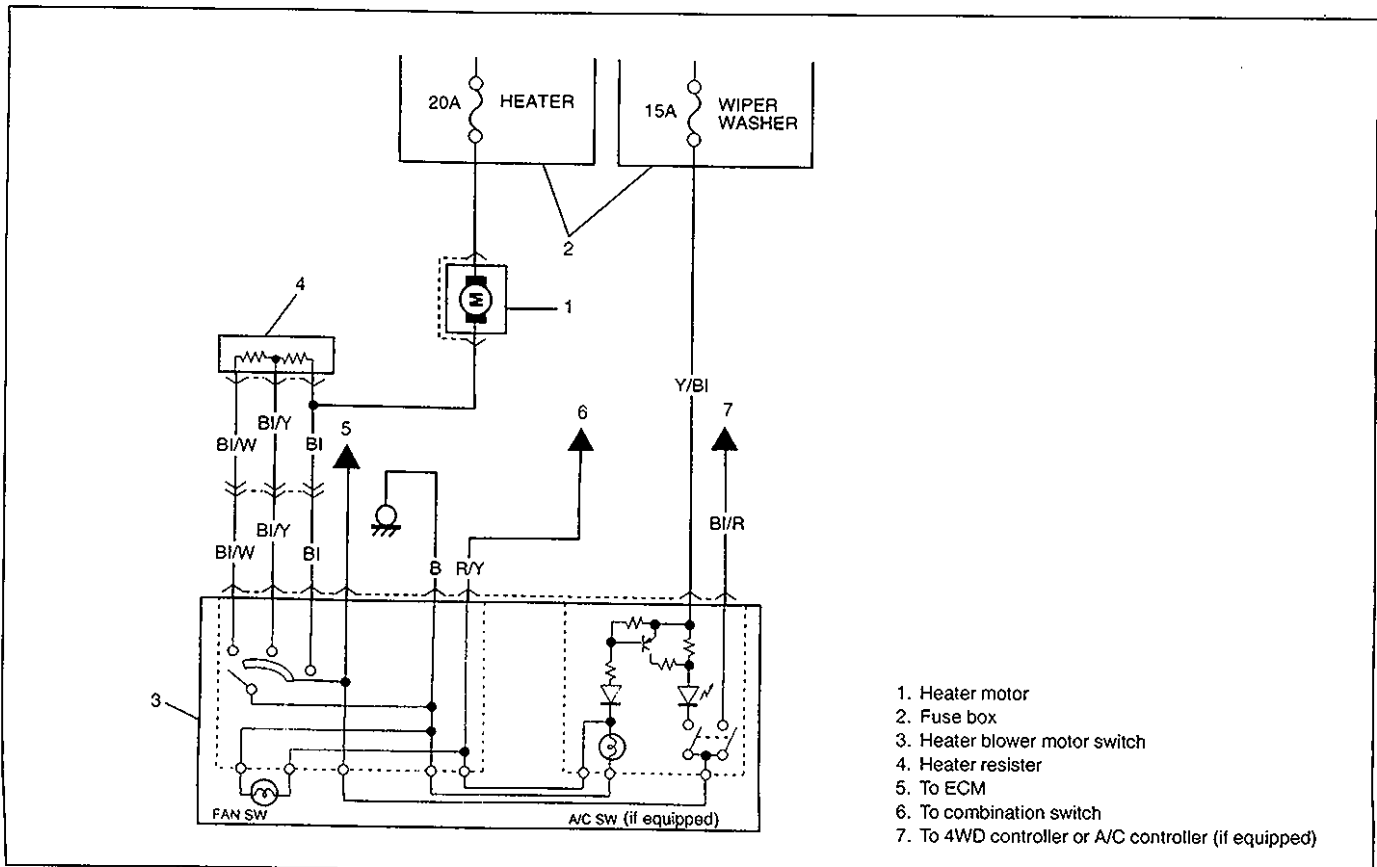 20A HEATER
15A WIPER
WASHER
2
4
M
1
Y/Bl
6
7
Bl/Y
5
Bl/W
Bl
Bl/R
Bl/Y
Bl/W
Bl
B
R/Y
3
FAN SW
A/C SW (if equipped)
1. Heater motor
2. Fuse box
3. Heater blower motor switch
4. Heater resister
5. To ECM
6. To combination switch
7. To 4WD controller or A/C controller (if equipped)